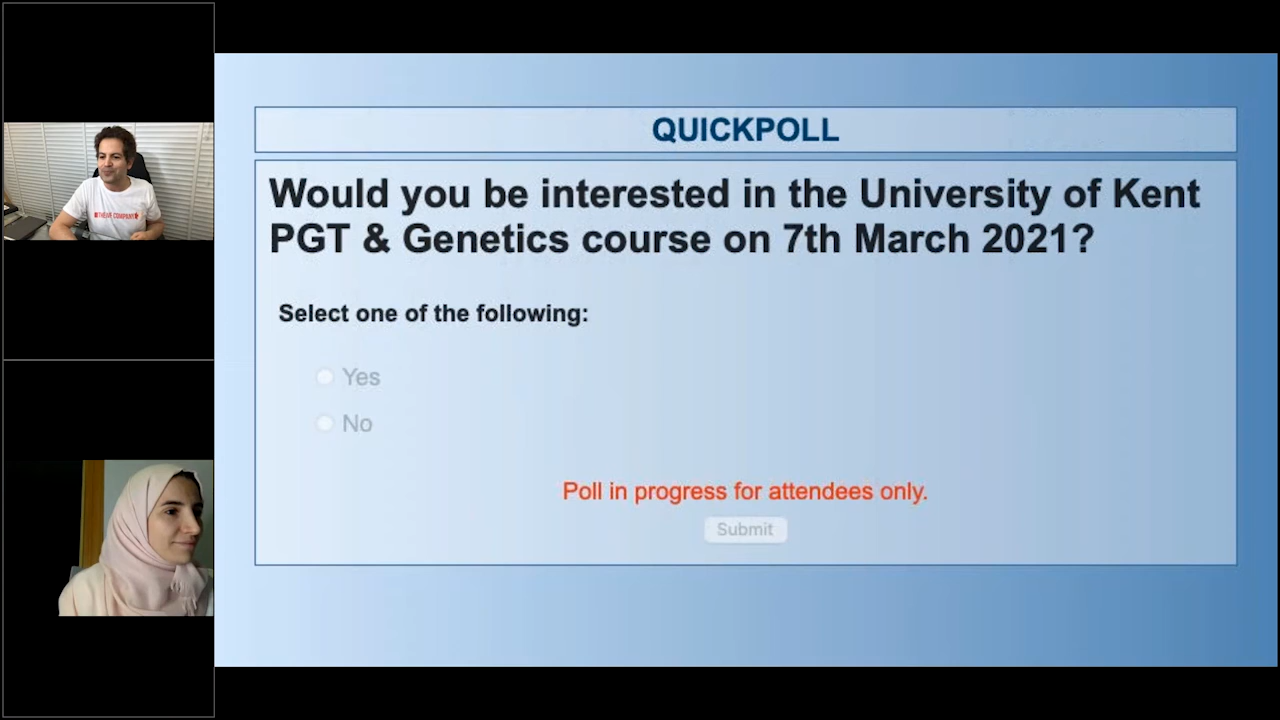 QUICKPOLL
Would you be interested in the University of Kent
PGT & Genetics course on 7th March 2021?
Select one of the following:
Yes
No
Poll in progress for attendees only.
Submit